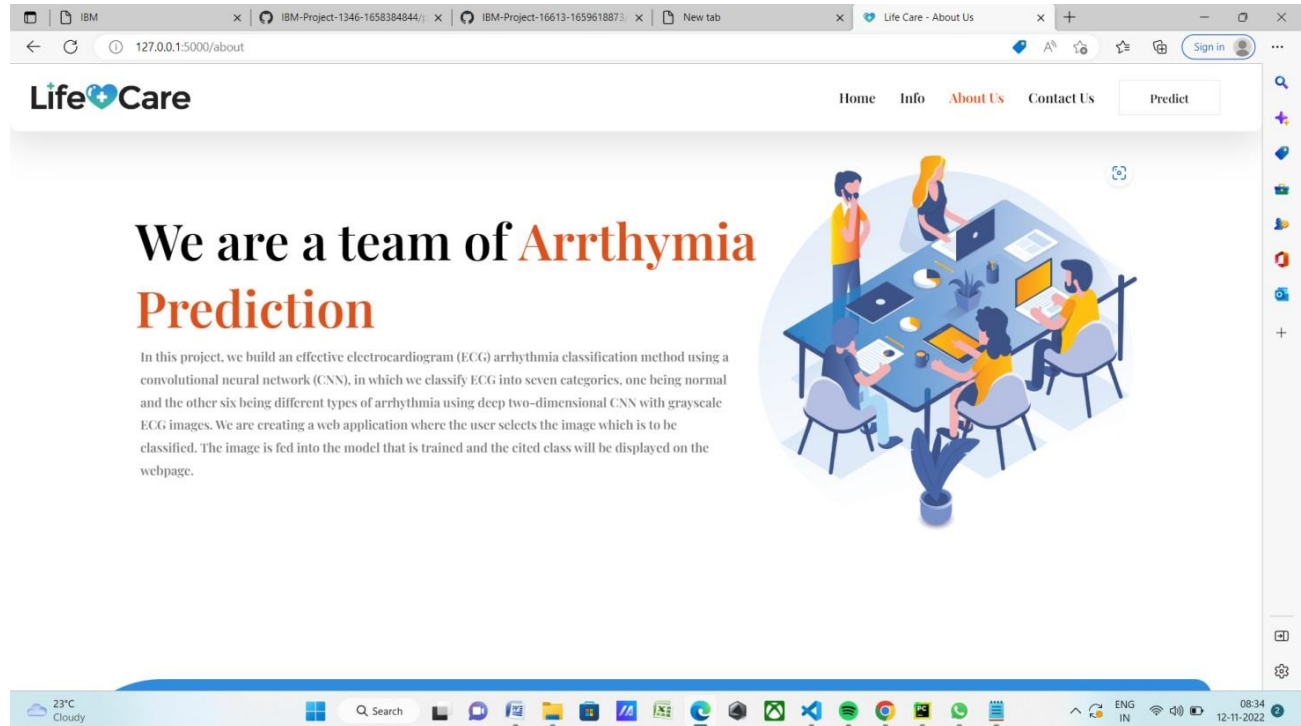 IBM
IBM-Project-1346-1658384844/
IBM-Project-16613-1659618873
New tab
Life Care - About Us
127.0.0.1:5000/about
Sign in
Life Care
Home Info About Us Contact Us Predict
We are a team of Arrthymia
Prediction
In this project, we build an effective electrocardiogram (ECG) arrhythmia classification method using a
convolutional neural network (CNN), in which we classify ECG into seven categories, one being normal
and the other six being different types of arrhythmia using deep two-dimensional CNN with grayscale
ECG images. We are creating a web application where the user selects the image which is to be
classified. The image is fed into the model that is trained and the cited class will be displayed on the
webpage.
23°C
Cloudy
Search
ENG
IN
08:34
12-11-2022
2